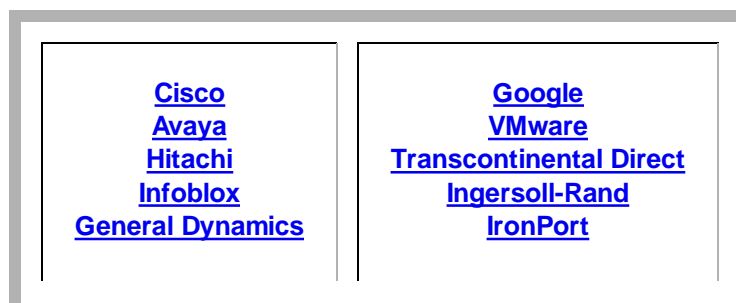 Cisco
Avaya
Hitachi
Infoblox
General Dynamics
Google
VMware
Transcontinental Direct
Ingersoll-Rand
IronPort